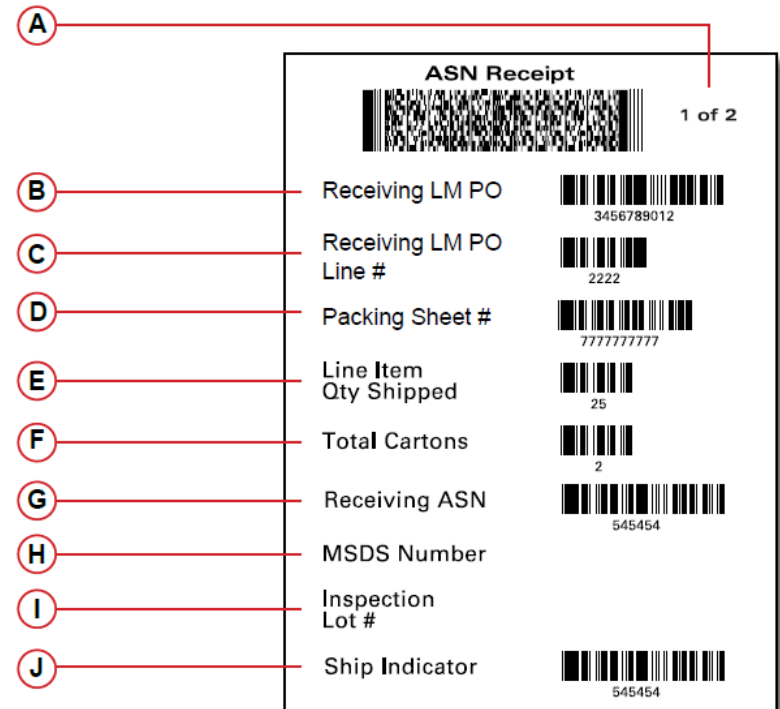 A
ASN Receipt
1 of 2
B
Receiving LM PO
3456789012
C
Receiving LM PO
Line #
2222
D
Packing Sheet #
7777777777
E
Line Item
Qty Shipped
25
F
Total Cartons
2
G
Receiving ASN
545454
H
MSDS Number
I
Inspection
Lot #
J
Ship Indicator
545454